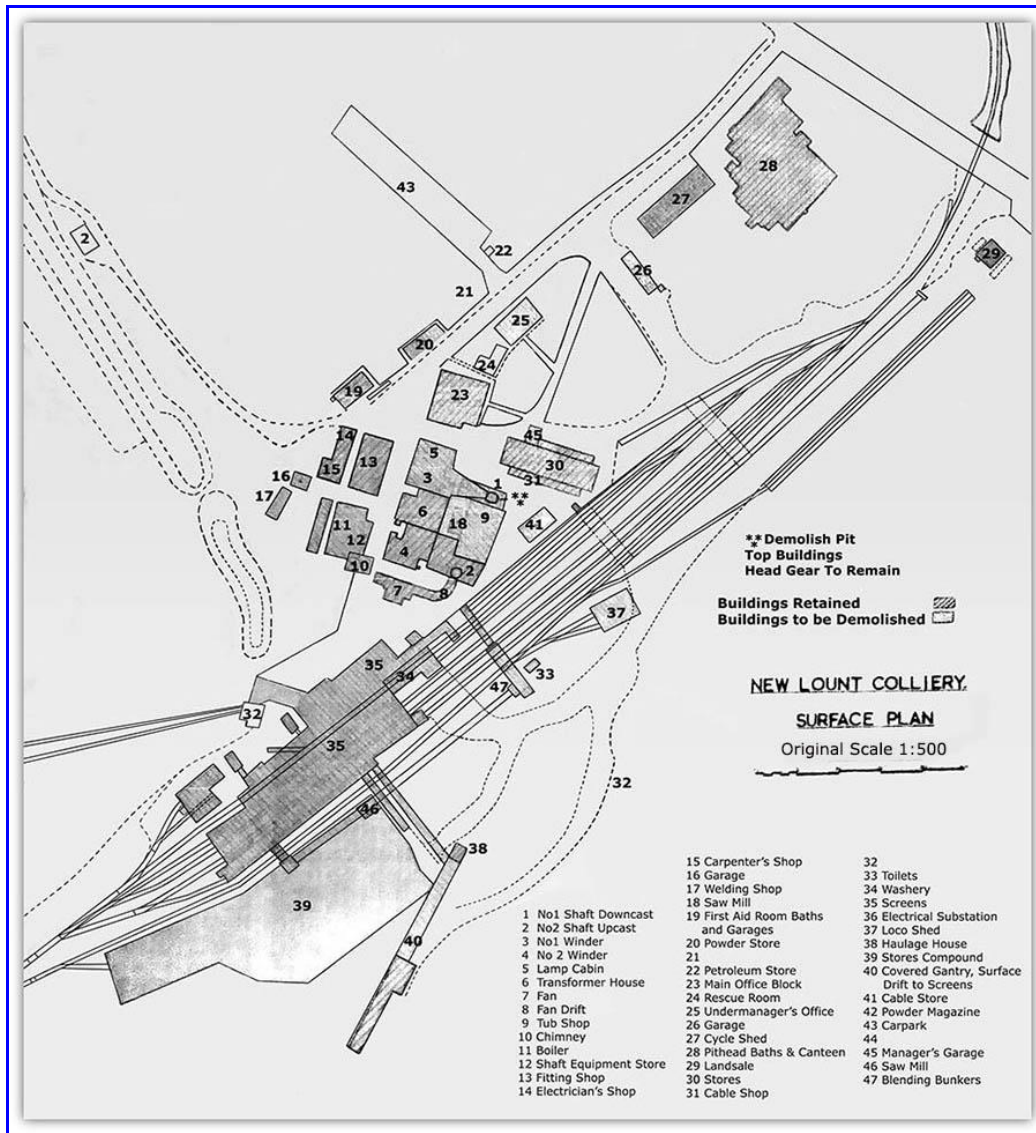 43
28
27
2
22
29
26
21
25
20
24
19
23
14
45
5
13
30
15
16
3
31
1
**
*
17
6
9
11
18
41
12
4
10
2
7
8
** Demolish Pit
* Top Buildings
Head Gear To Remain
Buildings Retained
Buildings to be Demolished
37
35
34
33
47
NEW LOUNT COLLIERY.
SURFACE PLAN
Original Scale 1:500
32
35
32
46
38
39
40
1 No1 Shaft Downcast
2 No2 Shaft Upcast
3 No1 Winder
4 No 2 Winder
5 Lamp Cabin
6 Transformer House
7 Fan
8 Fan Drift
9 Tub Shop
10 Chimney
11 Boiler
12 Shaft Equipment Store
13 Fitting Shop
14 Electrician's Shop
15 Carpenter's Shop
16 Garage
17 Welding Shop
18 Saw Mill
19 First Aid Room Baths
and Garages
20 Powder Store
21
22 Petroleum Store
23 Main Office Block
24 Rescue Room
25 Undermanager's Office
26 Garage
27 Cycle Shed
28 Pithead Baths & Canteen
29 Landsale
30 Stores
31 Cable Shop
32
33 Toilets
34 Washery
35 Screens
36 Electrical Substation
37 Loco Shed
38 Haulage House
39 Stores Compound
40 Covered Gantry, Surface
Drift to Screens
41 Cable Store
42 Powder Magazine
43 Carpark
44
45 Manager's Garage
46 Saw Mill
47 Blending Bunkers